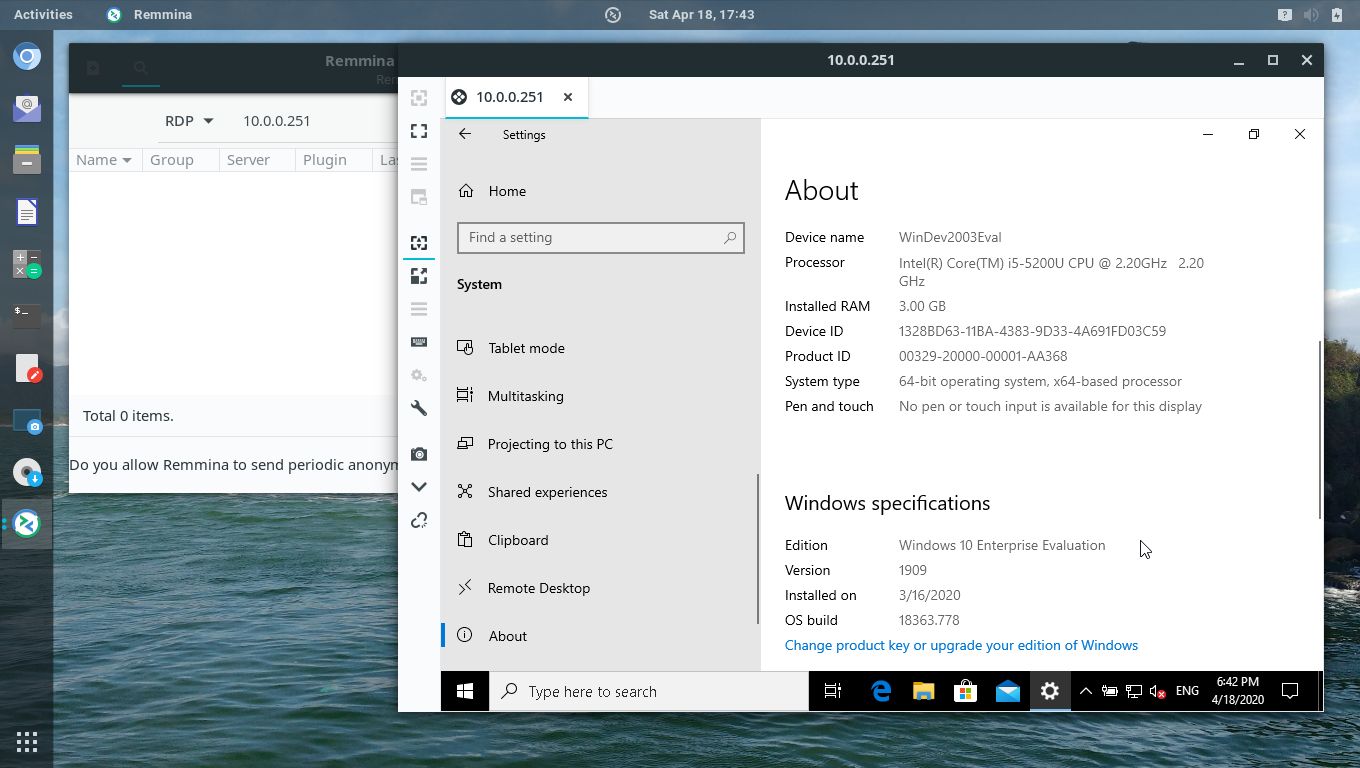 Activities
Remmina
Sat Apr 18, 17:43
Remmina
Rem
RDP
10.0.0.251
Name
Group
Server
Plugin
Las
Total 0 items.
Do you allow Remmina to send periodic anonym
10.0.0.251
10.0.0.251
Settings
Home
Find a setting
System
Tablet mode
Multitasking
Projecting to this PC
Shared experiences
Clipboard
Remote Desktop
About
About
Device name WinDev2003Eval
Processor Intel(R) Core(TM) i5-5200U CPU @ 2.20GHz 2.20
GHz
Installed RAM 3.00 GB
Device ID 1328BD63-11BA-4383-9D33-4A691FD03C59
Product ID 00329-20000-00001-AA368
System type 64-bit operating system, x64-based processor
Pen and touch No pen or touch input is available for this display
Windows specifications
Edition Windows 10 Enterprise Evaluation
Version 1909
Installed on 3/16/2020
OS build 18363.778
Change product key or upgrade your edition of Windows
Type here to search
ENG
6:42 PM
4/18/2020